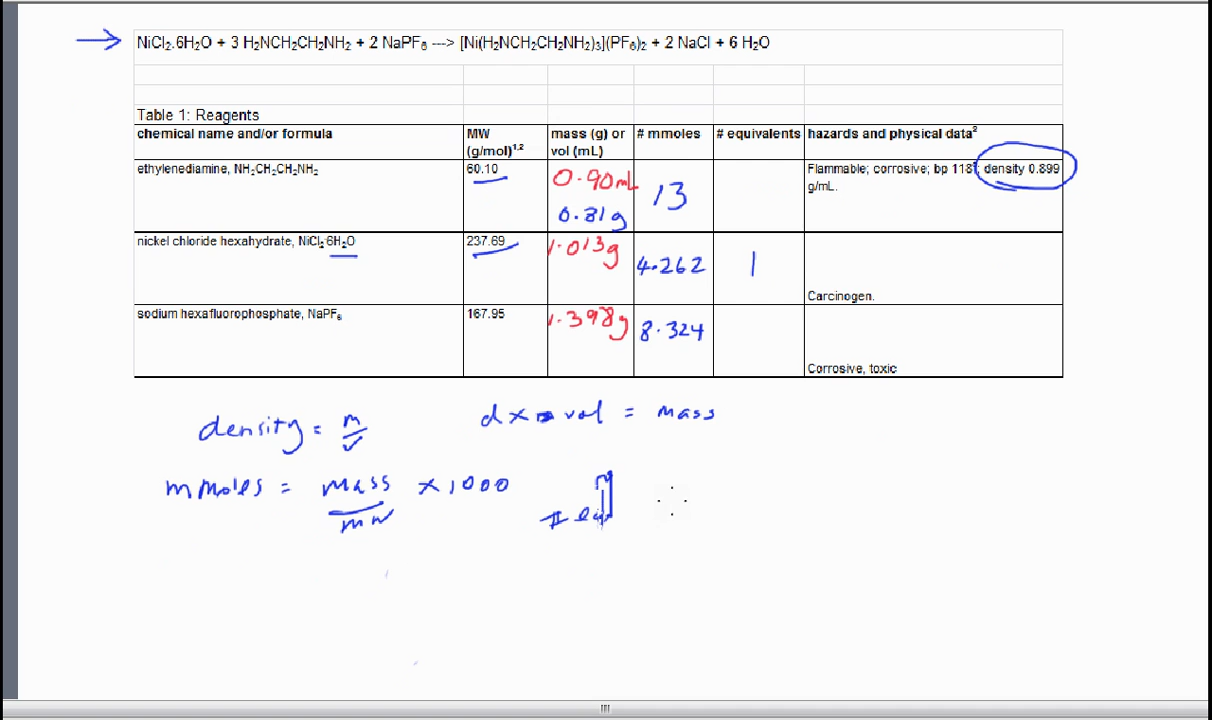 NiCl₂.6H₂O + 3 H₂NCH₂CH₂NH₂ + 2 NaPF₆ ---> [Ni(H₂NCH₂CH₂NH₂)₃](PF₆)₂ + 2 NaCl + 6 H₂O
Table 1: Reagents
chemical name and/or formula MW (g/mol)¹·² mass (g) or vol (mL) # mmoles # equivalents hazards and physical data²
ethylenediamine, NH₂CH₂CH₂NH₂ 60.10 0.90mL 0.81g 13 Flammable; corrosive; bp 118°; density 0.899 g/mL.
nickel chloride hexahydrate, NiCl₂6H₂O 237.69 1.013g 4.262 1 Carcinogen.
sodium hexafluorophosphate, NaPF₆ 167.95 1.398g 8.324 Corrosive, toxic
density = m/v d x vol = mass
mmoles = mass/mw x 1000 # eq